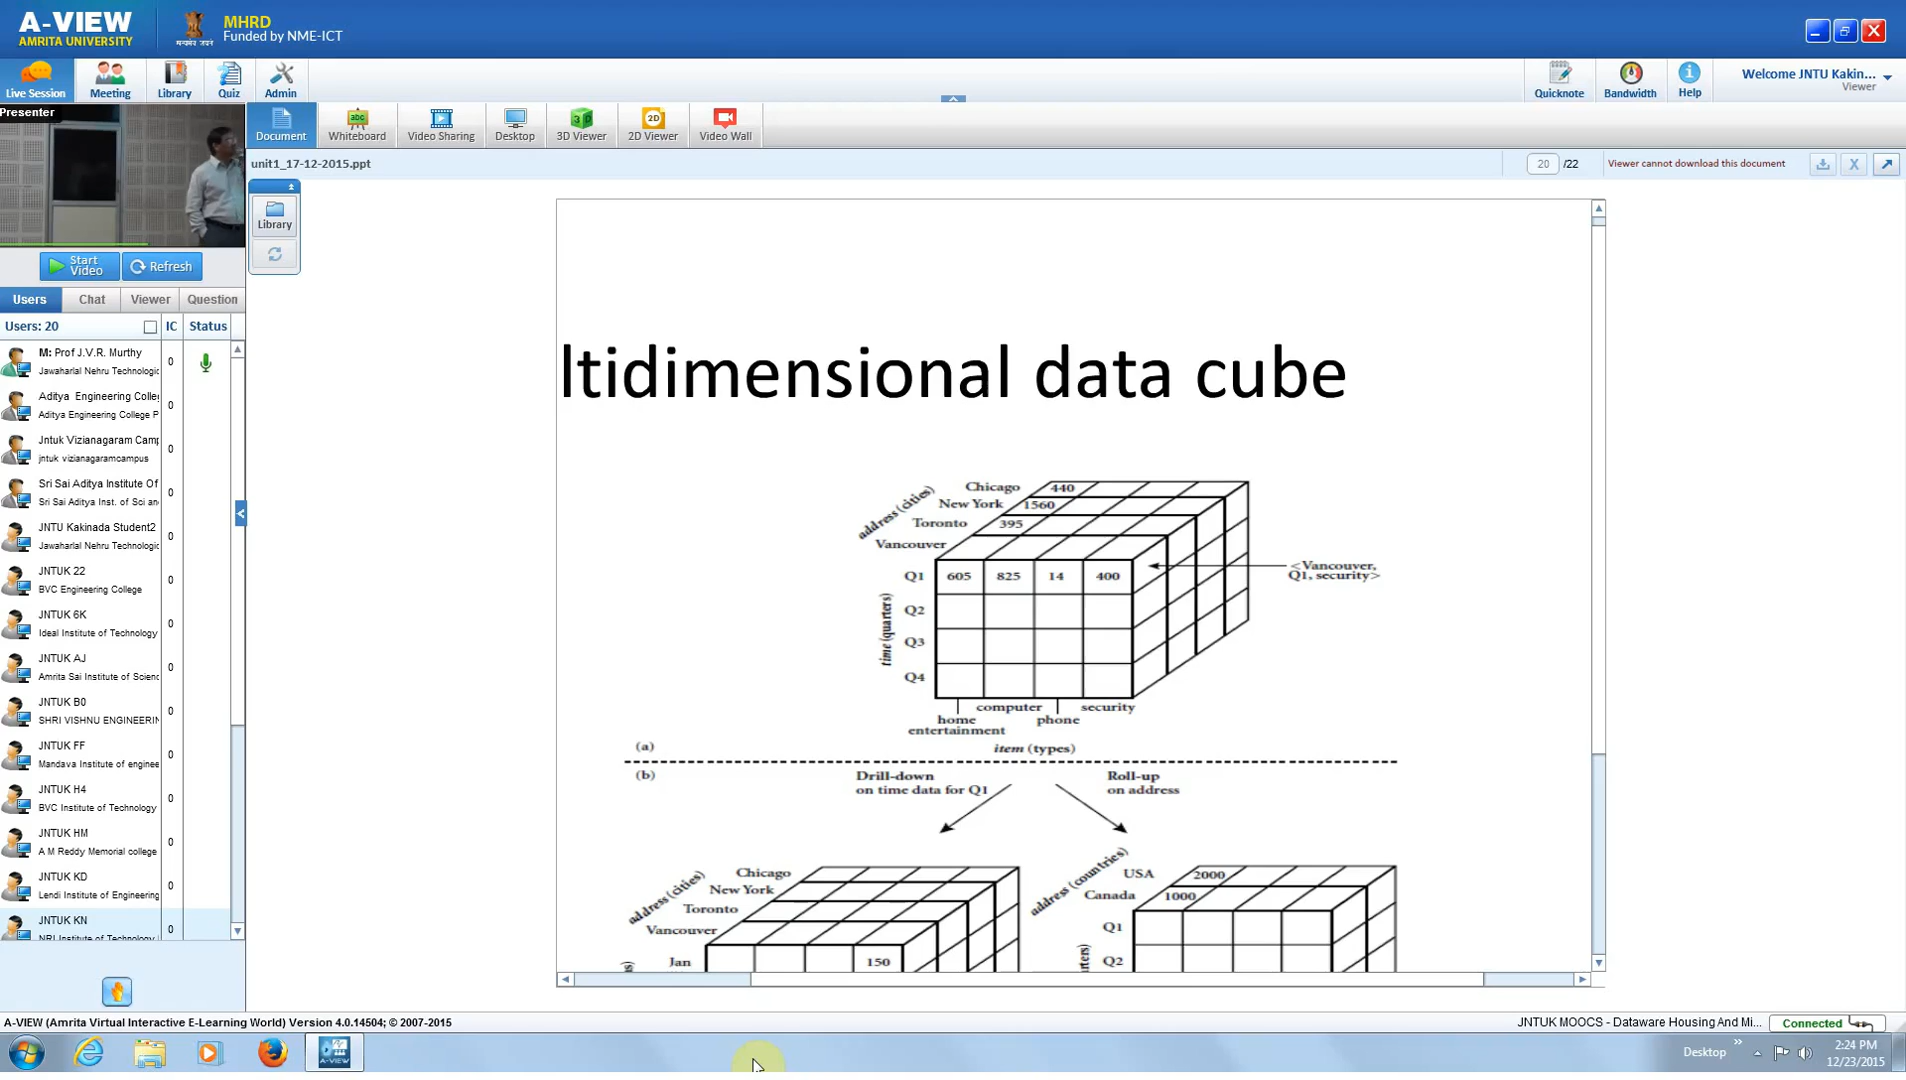 A-VIEW
AMRITA UNIVERSITY
सत्यमेव जयते
MHRD
Funded by NME-ICT
Live Session
Meeting
Library
Quiz
Admin
Quicknote
Bandwidth
Help
Welcome JNTU Kakin...
Viewer
Presenter
Document
Whiteboard
Video Sharing
Desktop
3D Viewer
2D Viewer
Video Wall
unit1_17-12-2015.ppt
20 /22
Viewer cannot download this document
Library
Start Video
Refresh
Users
Chat
Viewer
Question
Users: 20
IC
Status
M: Prof J.V.R. Murthy
Jawaharlal Nehru Technologic
0
Aditya Engineering Colle
Aditya Engineering College P
0
Jntuk Vizianagaram Camp
jntuk vizianagaramcampus
0
Sri Sai Aditya Institute Of
Sri Sai Aditya Inst. of Sci an
0
JNTU Kakinada Student2
Jawaharlal Nehru Technologic
0
JNTUK 22
BVC Engineering College
0
JNTUK 6K
Ideal Institute of Technology
0
JNTUK AJ
Amrita Sai Institute of Scienc
0
JNTUK B0
SHRI VISHNU ENGINEERIN
0
JNTUK FF
Mandava Institute of enginee
0
JNTUK H4
BVC Institute of Technology
0
JNTUK HM
A M Reddy Memorial college
0
JNTUK KD
Lendi Institute of Engineering
0
JNTUK KN
NRI Institute of Technology
0
ltidimensional data cube
address (cities)
Chicago 440
New York 1560
Toronto 395
Vancouver
Q1 605 825 14 400
<Vancouver,
Q1, security>
Q2
time (quarters)
Q3
Q4
computer security
home phone
entertainment
item (types)
(a)
(b)
Drill-down
on time data for Q1
Roll-up
on address
address (cities)
Chicago
New York
Toronto
Vancouver
Jan 150
address (countries)
USA 2000
Canada 1000
Q1
Q2
A-VIEW (Amrita Virtual Interactive E-Learning World) Version 4.0.14504; © 2007-2015
JNTUK MOOCS - Dataware Housing And Mi...
Connected
A-VIEW
Desktop
2:24 PM
12/23/2015